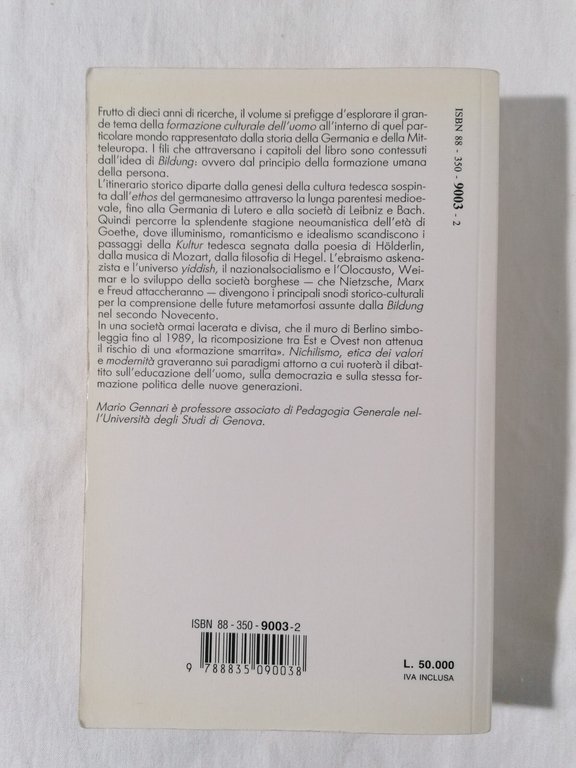 Frutto di dieci anni di ricerche, il volume si prefigge d'esplorare il gran-
de tema della formazione culturale dell'uomo all'interno di quel par-
ticolare mondo rappresentato dalla storia della Germania e della Mit-
teleuropa. I fili che attraversano i capitoli del libro sono contessuti
dall'idea di Bildung: ovvero dal principio della formazione umana
della persona.
L'itinerario storico diparte dalla genesi della cultura tedesca sospin-
ta dall'ethos del germanesimo attraverso la lunga parentesi medioe-
vale, fino alla Germania di Lutero e alla società di Leibniz e Bach.
Quindi percorre la splendente stagione neoumanistica dell'età di
Goethe, dove illuminismo, romanticismo e idealismo scandiscono i
passaggi della Kultur tedesca segnata dalla poesia di Hölderlin,
dalla musica di Mozart, dalla filosofia di Hegel. L'ebraismo askena-
zista e l'universo yiddish, il nazionalsocialismo e l'Olocausto, Wei-
mar e lo sviluppo della società borghese — che Nietzsche, Marx
e Freud attaccheranno — divengono i principali snodi storico-culturali
per la comprensione delle future metamorfosi assunte dalla Bildung
nel secondo Novecento.
In una società ormai lacerata e divisa, che il muro di Berlino simbo-
leggia fino al 1989, la ricomposizione tra Est e Ovest non attenua
il rischio di una «formazione smarrita». Nichilismo, etica dei valori
e modernità graveranno sui paradigmi attorno a cui ruoterà il dibat-
tito sull'educazione dell'uomo, sulla democrazia e sulla stessa for-
mazione politica delle nuove generazioni.
Mario Gennari è professore associato di Pedagogia Generale nel-
l'Università degli Studi di Genova.
ISBN 88 - 350 - 9003 - 2
ISBN 88 - 350 - 9003 - 2
9 788835 090038
L. 50.000
IVA INCLUSA